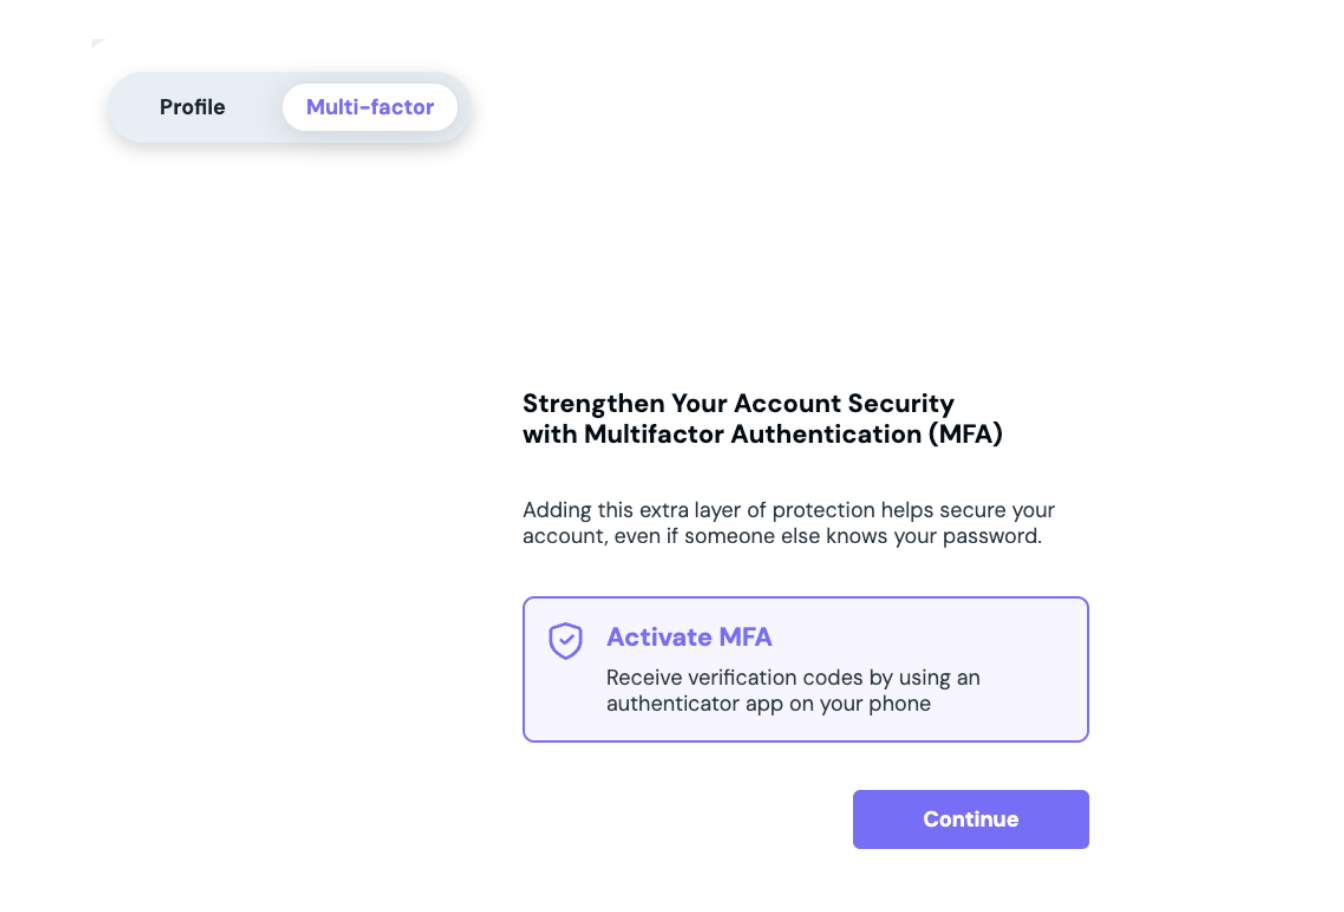 Profile
Multi-factor
Strengthen Your Account Security
with Multifactor Authentication (MFA)
Adding this extra layer of protection helps secure your
account, even if someone else knows your password.
Activate MFA
Receive verification codes by using an
authenticator app on your phone
Continue